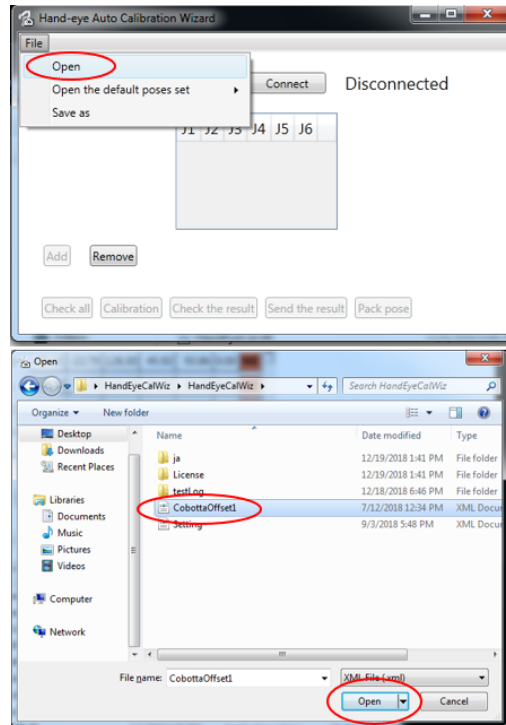 Hand-eye Auto Calibration Wizard
File
Open
Open the default poses set
Save as
Connect
Disconnected
J1 J2 J3 J4 J5 J6
Add
Remove
Check all
Calibration
Check the result
Send the result
Pack pose
Open
HandEyeCalWiz
HandEyeCalWiz
Search HandEyeCalWiz
Organize
New folder
Desktop
Downloads
Recent Places
Libraries
Documents
Music
Pictures
Videos
Computer
Network
Name
Date modified
Type
ja
12/19/2018 1:41 PM
File folder
License
12/19/2018 1:41 PM
File folder
testLog
12/18/2018 6:46 PM
File folder
CobottaOffset1
7/12/2018 12:34 PM
XML Docu
Setting
9/3/2018 5:48 PM
XML Docu
File name:
CobottaOffset1
XML File (.xml)
Open
Cancel